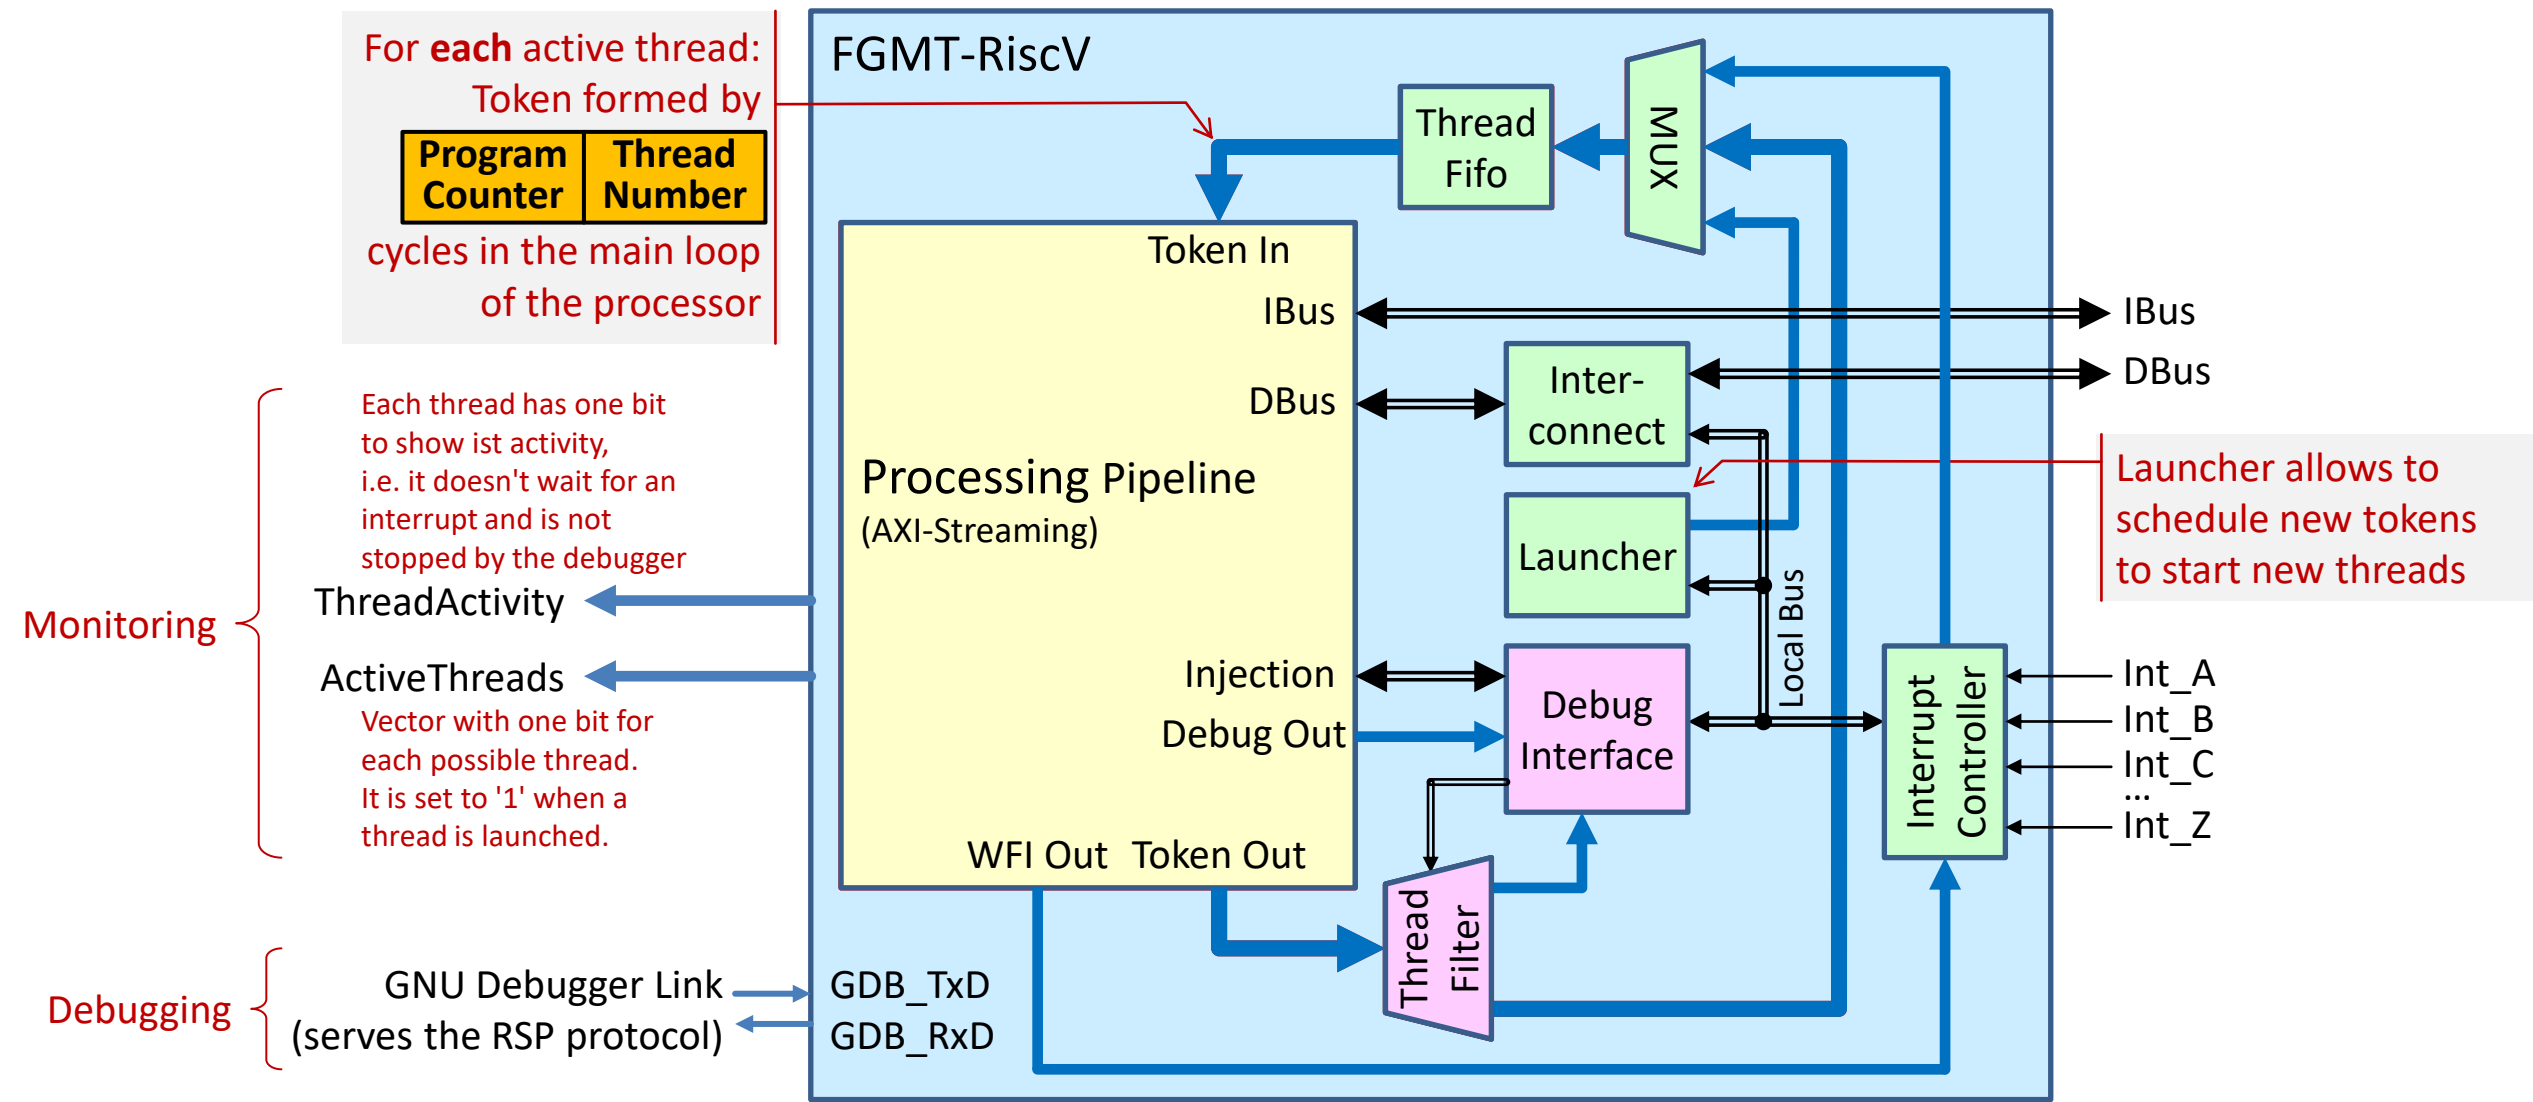 For each active thread:
Token formed by
Program Counter
Thread Number
cycles in the main loop
of the processor
Monitoring
Each thread has one bit
to show ist activity,
i.e. it doesn't wait for an
interrupt and is not
stopped by the debugger
ThreadActivity
ActiveThreads
Vector with one bit for
each possible thread.
It is set to '1' when a
thread is launched.
Debugging
GNU Debugger Link
(serves the RSP protocol)
FGMT-RiscV
Thread
Fifo
MUX
Token In
IBus
DBus
Processing Pipeline
(AXI-Streaming)
Injection
Debug Out
WFI Out
Token Out
GDB_TxD
GDB_RxD
Inter-
connect
Launcher
Local Bus
Debug
Interface
Thread
Filter
Interrupt
Controller
IBus
DBus
Launcher allows to
schedule new tokens
to start new threads
Int_A
Int_B
Int_C
...
Int_Z